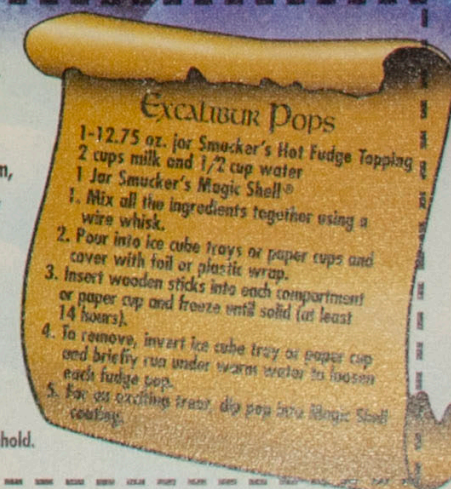 Excalibur Pops
1-12.75 oz. jar Smucker's Hot Fudge Topping
2 cups milk and 1/2 cup water
1 Jar Smucker's Magic Shell®
1. Mix all the ingredients together using a
wire whisk.
2. Pour into ice cube trays or paper cups and
cover with foil or plastic wrap.
3. Insert wooden sticks into each compartment
or paper cup and freeze until solid (at least
14 hours).
4. To remove, invert ice cube tray or paper cup
and briefly run under warm water to loosen
each fudge pop.
5. For an exciting treat, dip pop into Magic Shell
coating.
hold.